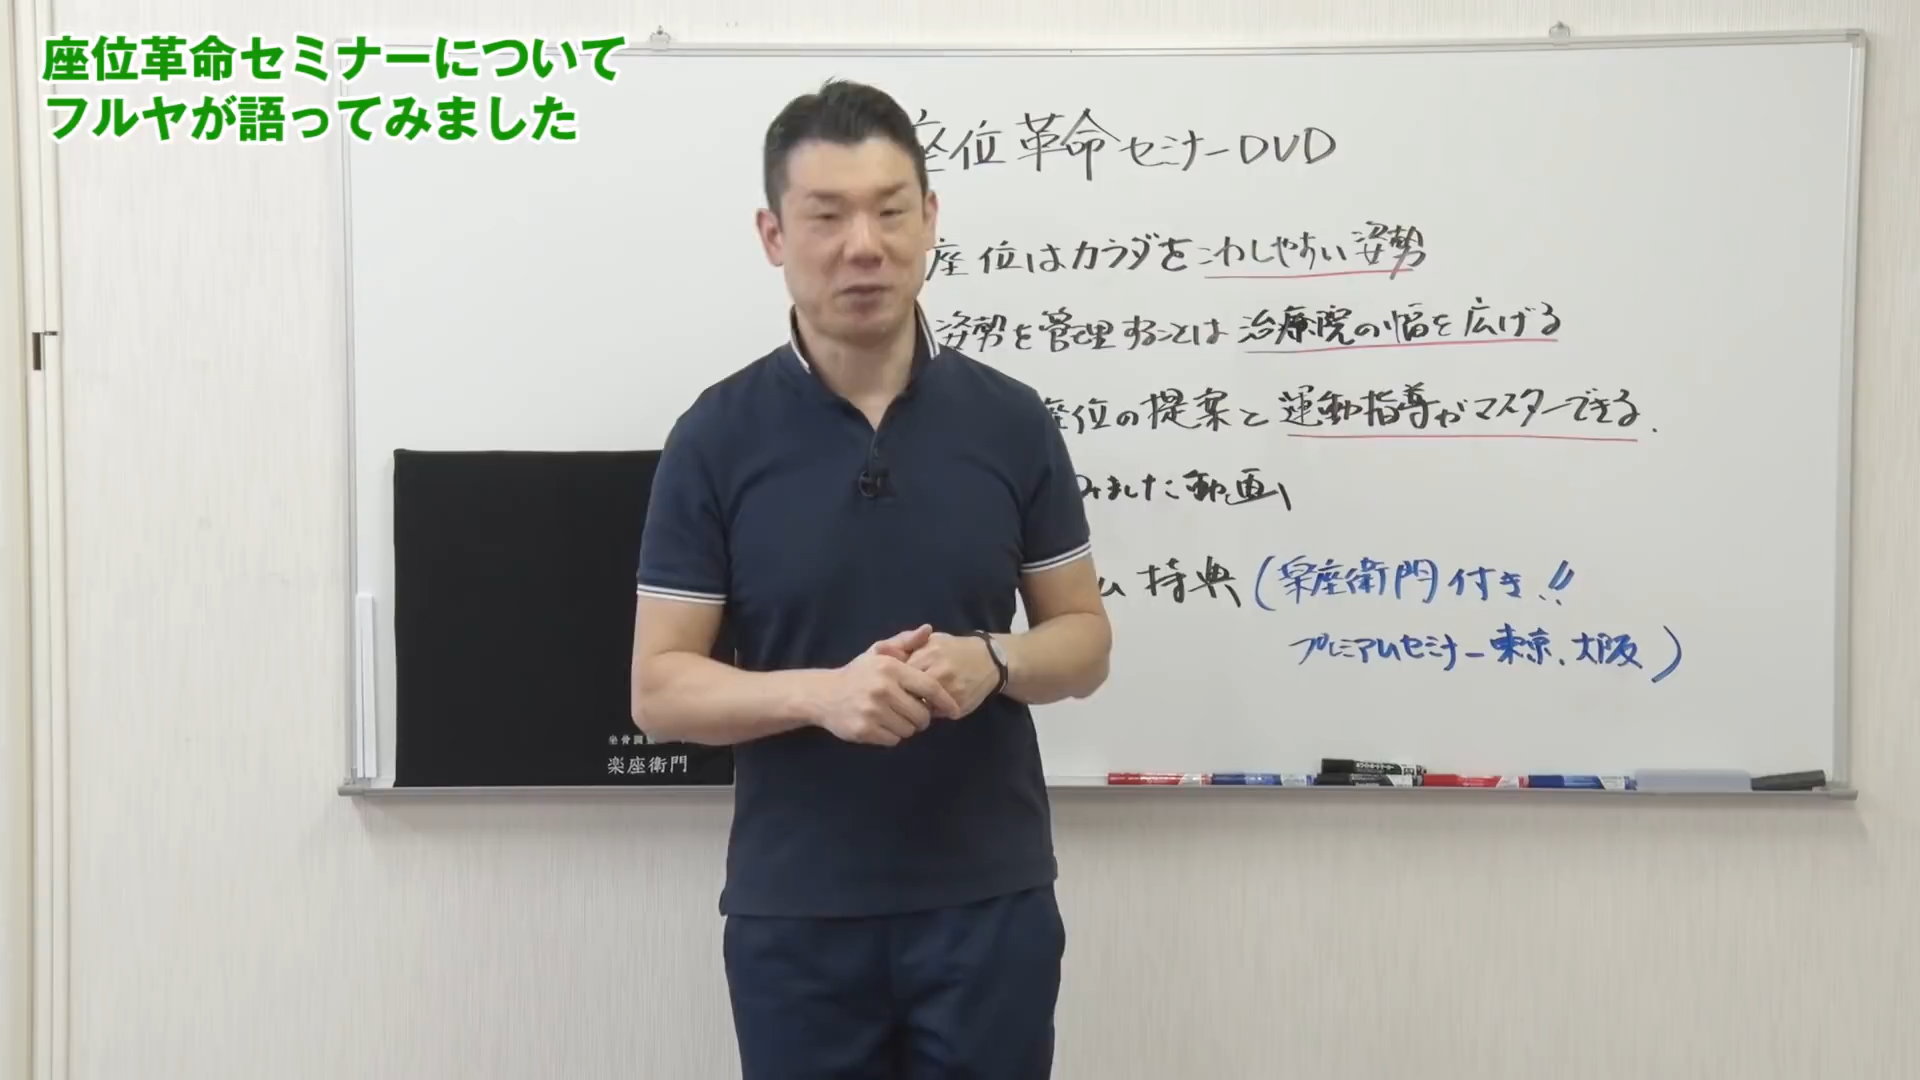 座位革命セミナーについて
フルヤが語ってみました
座位革命セミナーDVD
座位はカラダをこわしやすい姿勢
姿勢を管理することは治療院の幅を広げる
座位の提案と運動指導がマスターできる.
みました動画
特典(楽座衛門付き!!
プレミアムセミナー東京、大阪)
坐骨調整
楽座衛門